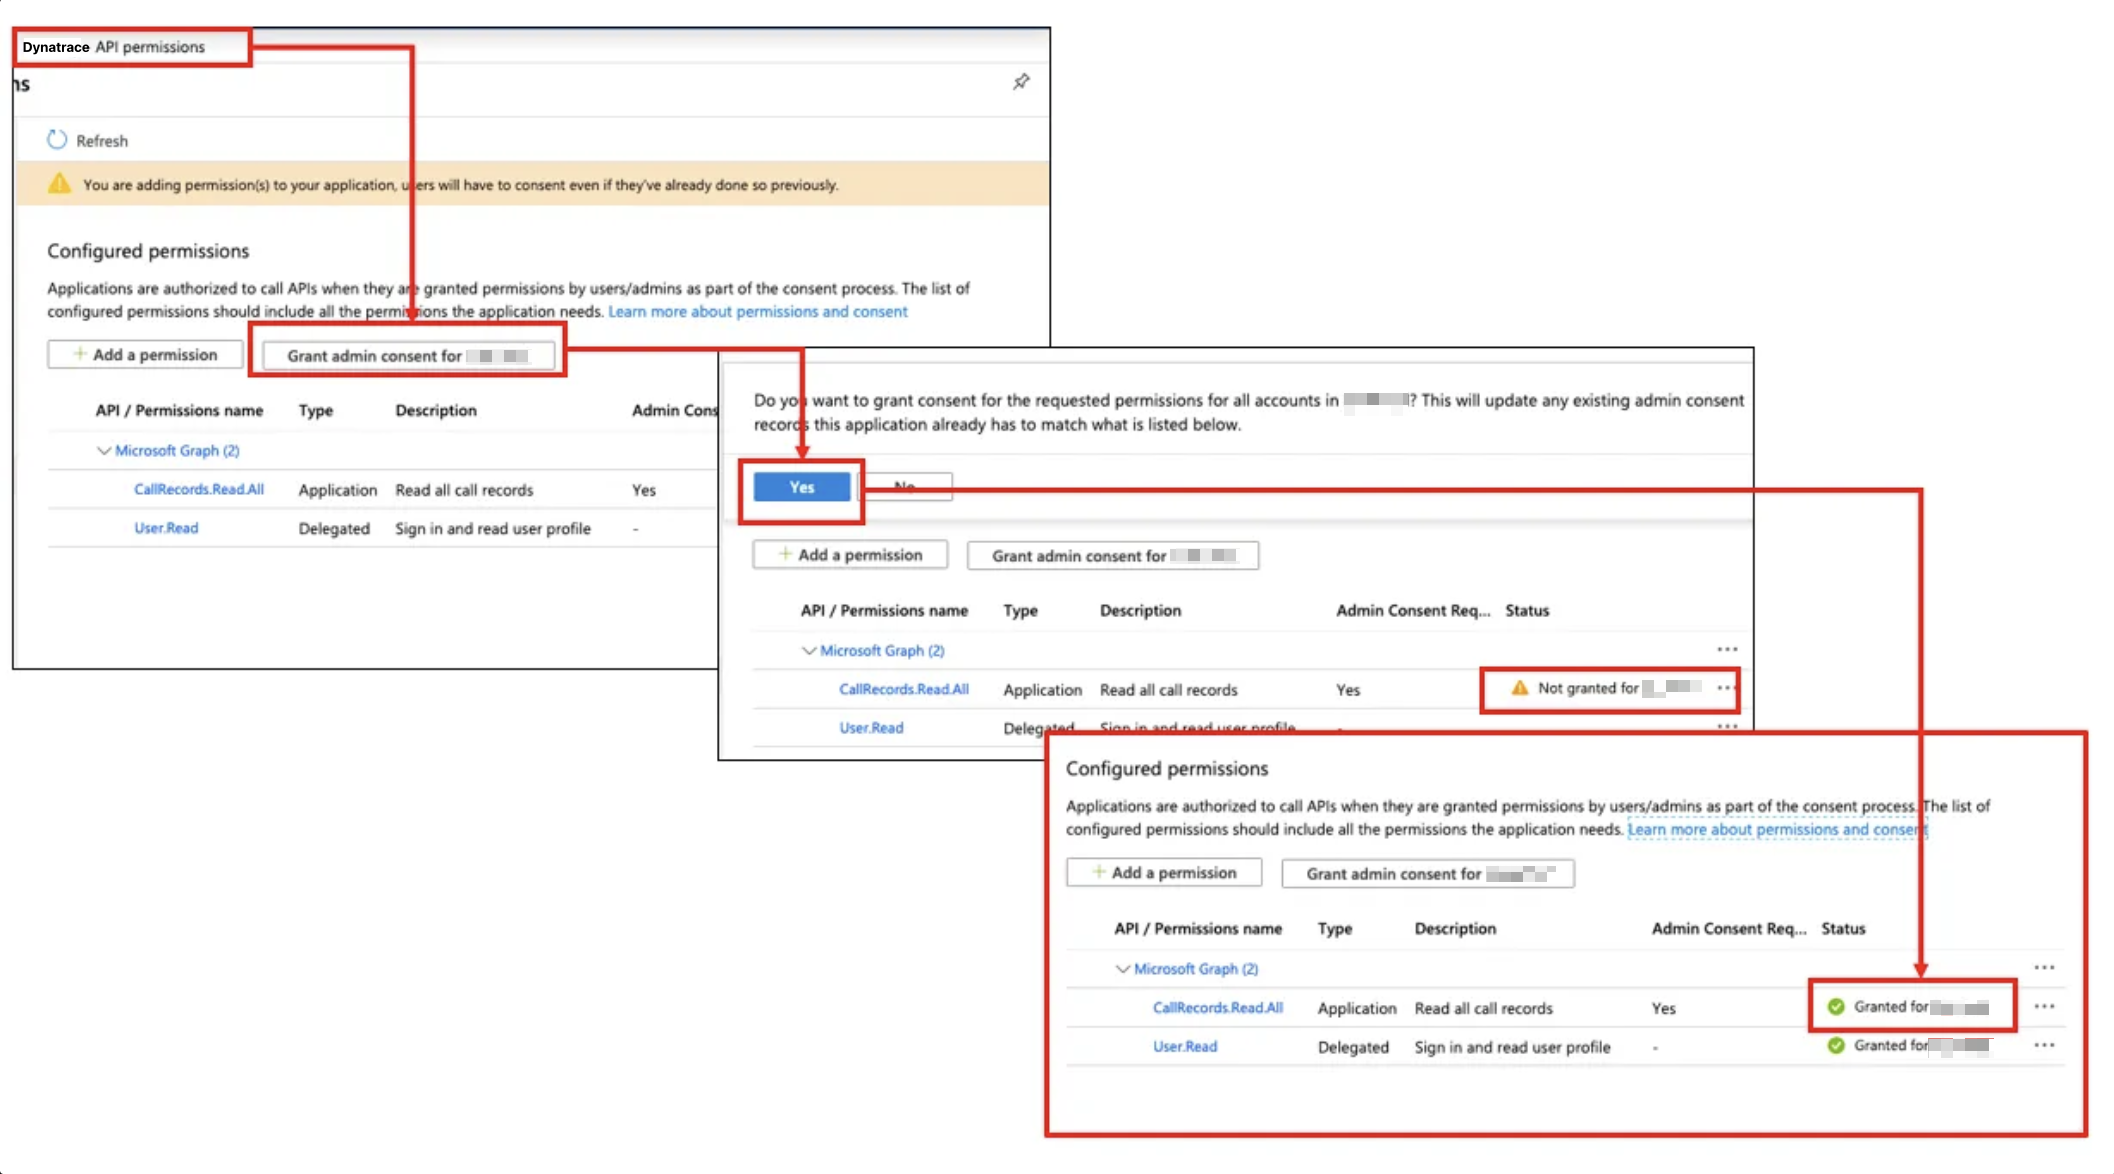 Dynatrace API permissions
ns
Refresh
You are adding permission(s) to your application, users will have to consent even if they've already done so previously.
Configured permissions
Applications are authorized to call APIs when they are granted permissions by users/admins as part of the consent process. The list of
configured permissions should include all the permissions the application needs. Learn more about permissions and consent
Add a permission
Grant admin consent for
API / Permissions name Type Description Admin Cons
Microsoft Graph (2)
CallRecords.Read.All Application Read all call records Yes
User.Read Delegated Sign in and read user profile -
Do you want to grant consent for the requested permissions for all accounts in ? This will update any existing admin consent
records this application already has to match what is listed below.
Yes
No
Add a permission
Grant admin consent for
API / Permissions name Type Description Admin Consent Req... Status
Microsoft Graph (2) ...
CallRecords.Read.All Application Read all call records Yes Not granted for ...
User.Read Delegated Sign in and read user profile - ...
Configured permissions
Applications are authorized to call APIs when they are granted permissions by users/admins as part of the consent process. The list of
configured permissions should include all the permissions the application needs. Learn more about permissions and consent
Add a permission
Grant admin consent for
API / Permissions name Type Description Admin Consent Req... Status
Microsoft Graph (2) ...
CallRecords.Read.All Application Read all call records Yes Granted for ...
User.Read Delegated Sign in and read user profile - Granted for ...